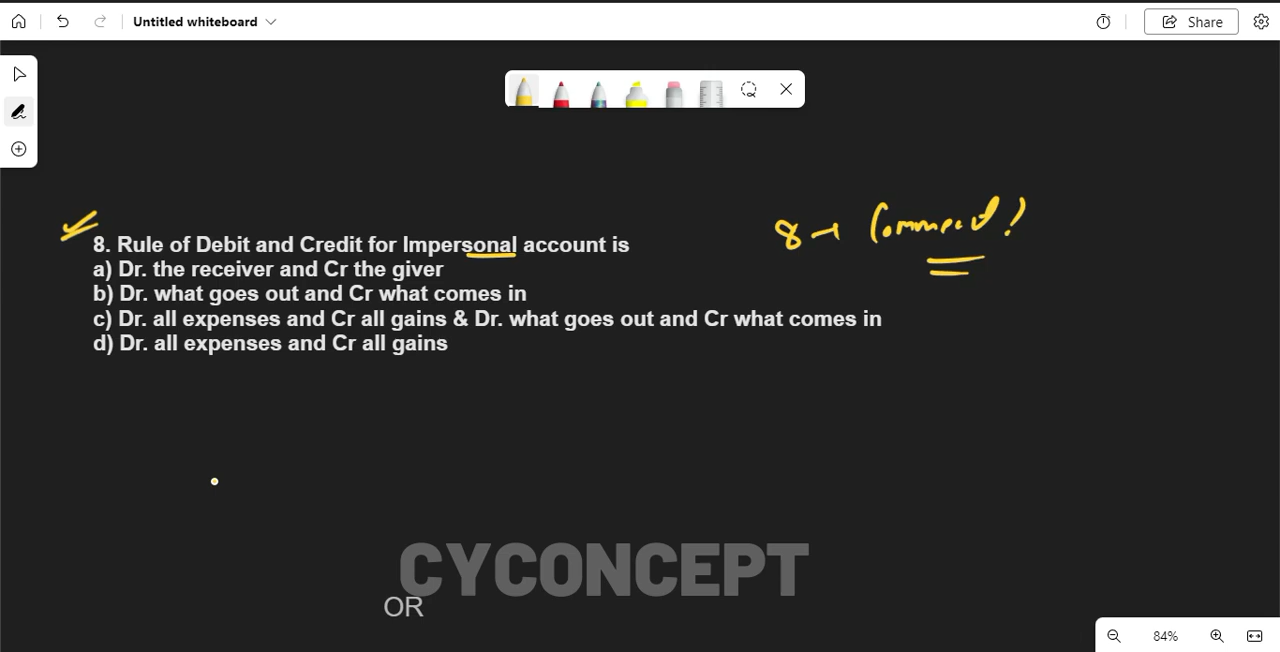 Untitled whiteboard
Share
8 → Comment!
8. Rule of Debit and Credit for Impersonal account is
a) Dr. the receiver and Cr the giver
b) Dr. what goes out and Cr what comes in
c) Dr. all expenses and Cr all gains & Dr. what goes out and Cr what comes in
d) Dr. all expenses and Cr all gains
CYCONCEPT
OR
84%